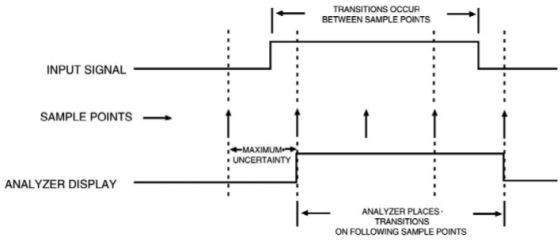 TRANSITIONS OCCUR
BETWEEN SAMPLE POINTS
INPUT SIGNAL
SAMPLE POINTS
MAXIMUM
UNCERTAINTY
ANALYZER DISPLAY
ANALYZER PLACES
TRANSITIONS
ON FOLLOWING SAMPLE POINTS